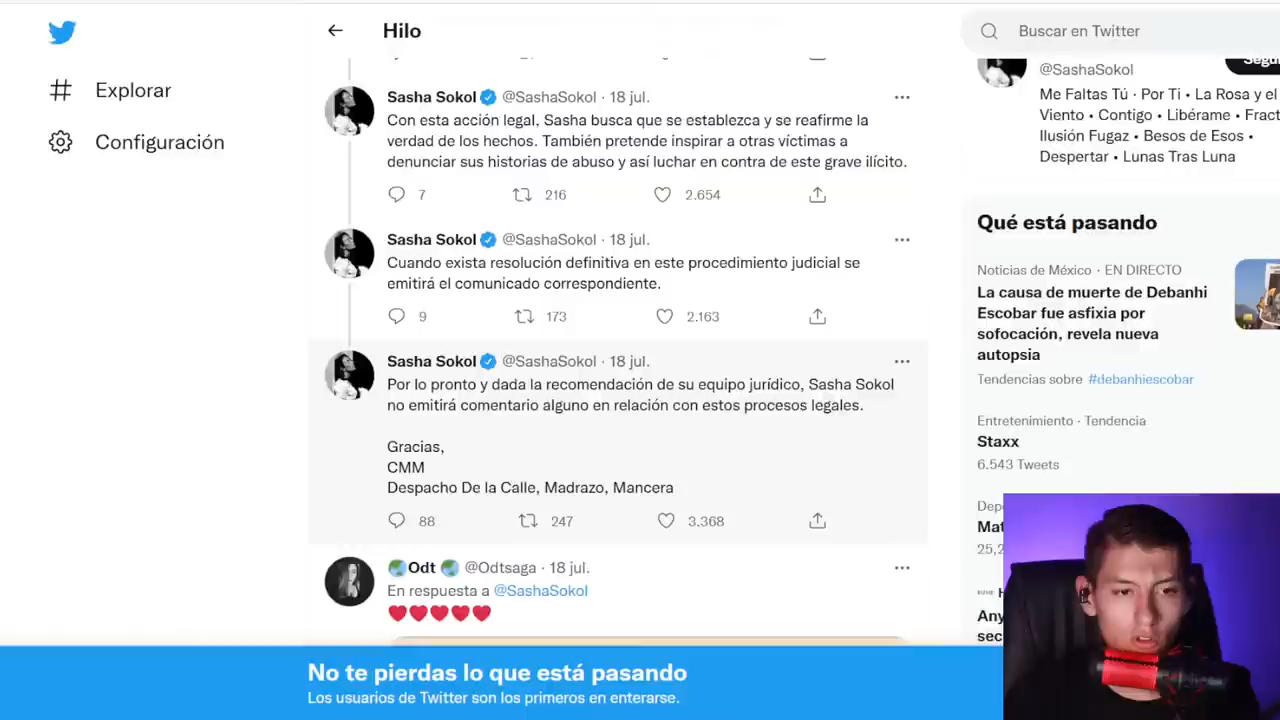 Hilo
Buscar en Twitter
Explorar
Configuración
Sasha Sokol @SashaSokol · 18 jul.
Con esta acción legal, Sasha busca que se establezca y se reafirme la
verdad de los hechos. También pretende inspirar a otras víctimas a
denunciar sus historias de abuso y así luchar en contra de este grave ilícito.
7 216 2.654
Sasha Sokol @SashaSokol · 18 jul.
Cuando exista resolución definitiva en este procedimiento judicial se
emitirá el comunicado correspondiente.
9 173 2.163
Sasha Sokol @SashaSokol · 18 jul.
Por lo pronto y dada la recomendación de su equipo jurídico, Sasha Sokol
no emitirá comentario alguno en relación con estos procesos legales.
Gracias,
CMM
Despacho De la Calle, Madrazo, Mancera
88 247 3.368
Odt @Odtsaga · 18 jul.
En respuesta a @SashaSokol
@SashaSokol
Me Faltas Tú • Por Ti • La Rosa y el
Viento • Contigo • Libérame • Fract
Ilusión Fugaz • Besos de Esos •
Despertar • Lunas Tras Luna
Qué está pasando
Noticias de México · EN DIRECTO
La causa de muerte de Debanhi
Escobar fue asfixia por
sofocación, revela nueva
autopsia
Tendencias sobre #debanhiescobar
Entretenimiento · Tendencia
Staxx
6.543 Tweets
Dep
Mat
25,2
Any
sec
No te pierdas lo que está pasando
Los usuarios de Twitter son los primeros en enterarse.